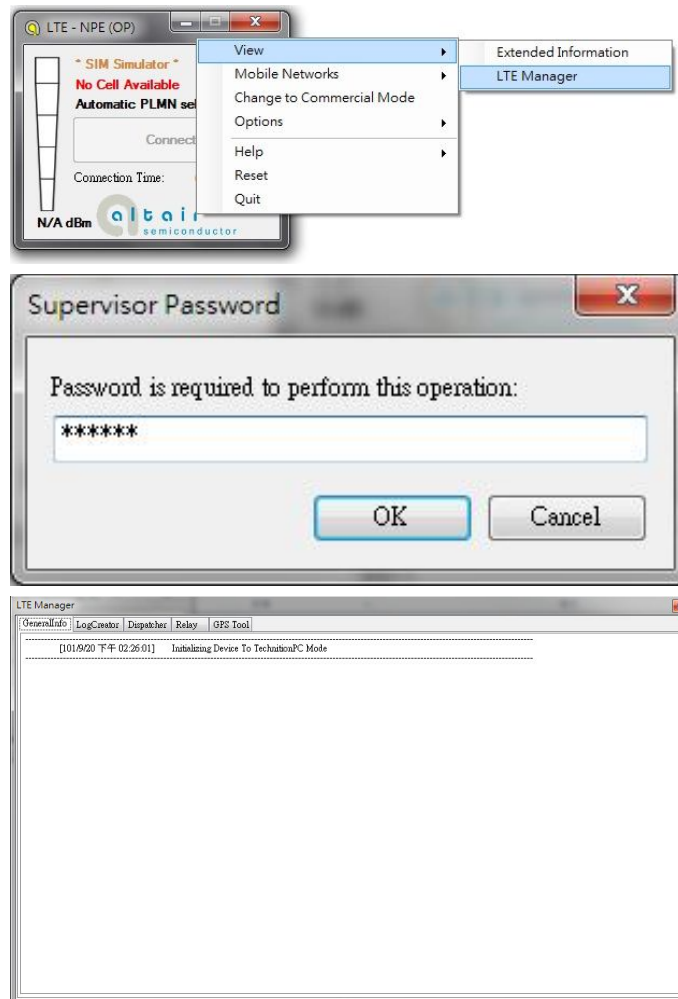 LTE - NPE (OP)
* SIM Simulator *
No Cell Available
Automatic PLMN sel
Connect
Connection Time:
N/A dBm
altair
semiconductor
View
Mobile Networks
Change to Commercial Mode
Options
Help
Reset
Quit
Extended Information
LTE Manager
Supervisor Password
Password is required to perform this operation:
******
OK
Cancel
LTE Manager
GeneralInfo LogCreator Dispatcher Relay GPS Tool
[101/9/20 下午 02:26:01] Initializing Device To TechnitionPC Mode